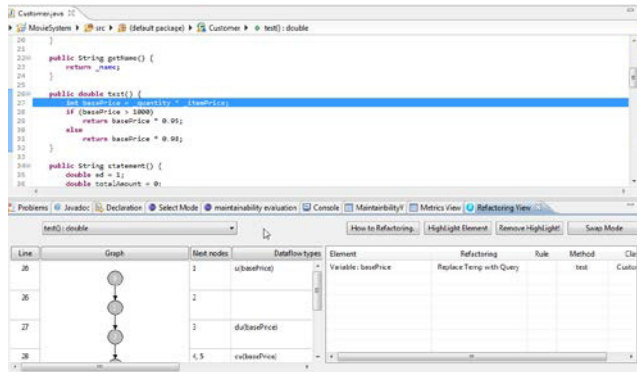 Customer.java
MovieSystem ▸ src ▸ (default package) ▸ Customer ▸ test() : double
20 }
21
22 public String getName() {
23 return _name;
24 }
25
26 public double test() {
27 int basePrice = _quantity * _itemPrice;
28 if (basePrice > 1000)
29 return basePrice * 0.95;
30 else
31 return basePrice * 0.98;
32 }
33
34 public String statement() {
35 double ed = 1;
36 double totalAmount = 0;
Problems Javadoc Declaration Select Mode maintainability evaluation Console MaintainbilityV Metrics View Refactoring View
test() : double How to Refactoring. HighLight Element Remove HighLight! Swap Mode
Line Graph Next nodes Dataflow types Element Refactoring Rule Method Cla
26 1 u(basePrice) Variable : basePrice Replace Temp with Query test Custo
26 2
27 3 du(basePrice)
28 4, 5 cu(basePrice)